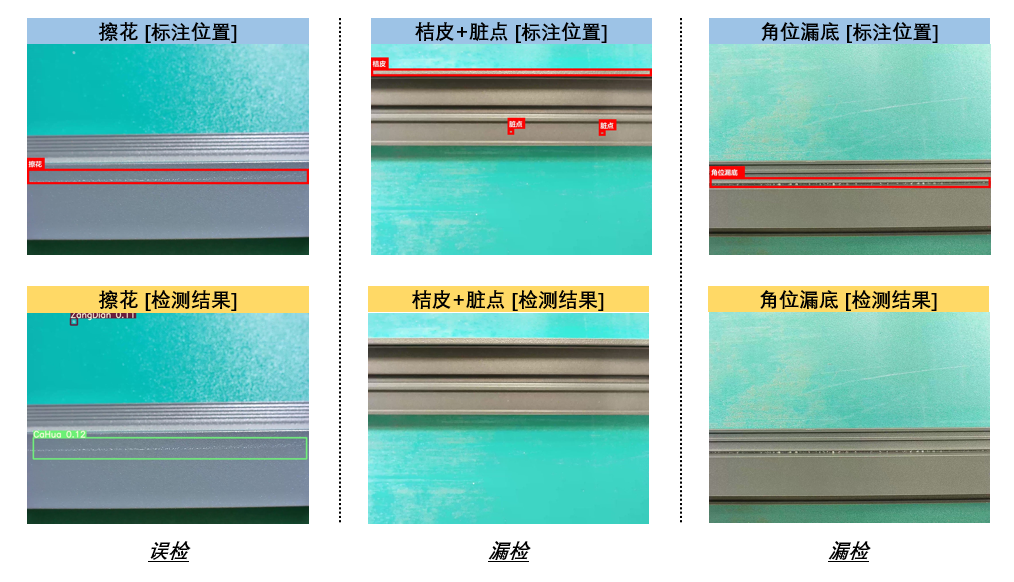 擦花 [标注位置]
桔皮+脏点 [标注位置]
角位漏底 [标注位置]
擦花
桔皮
脏点
脏点
角位漏底
擦花 [检测结果]
桔皮+脏点 [检测结果]
角位漏底 [检测结果]
ZangDian 0.11
CaHua 0.12
误检
漏检
漏检